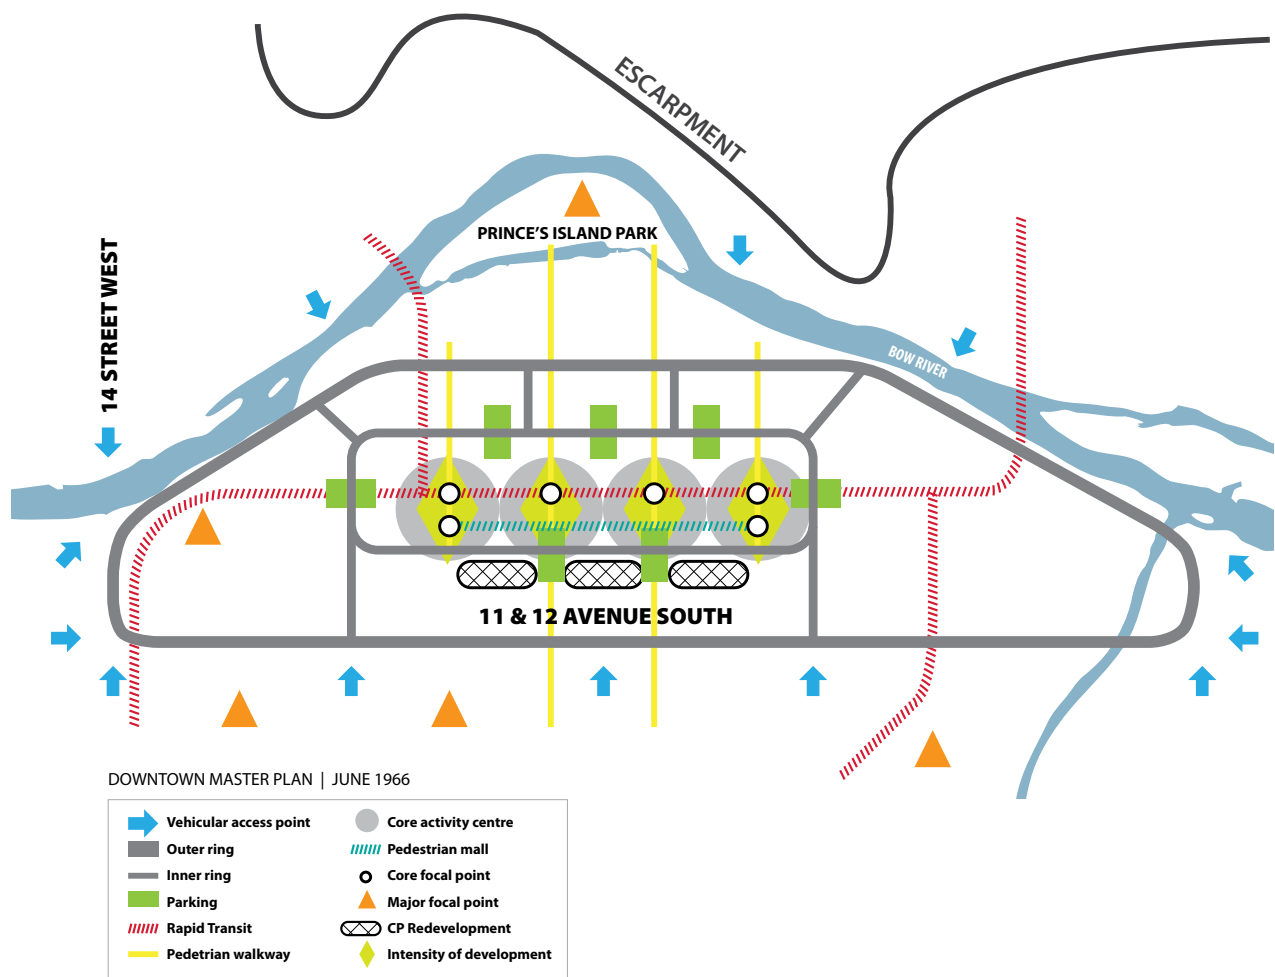 ESCARPMENT
PRINCE'S ISLAND PARK
14 STREET WEST
BOW RIVER
11 & 12 AVENUE SOUTH
DOWNTOWN MASTER PLAN | JUNE 1966
Vehicular access point
Outer ring
Inner ring
Parking
Rapid Transit
Pedetrian walkway
Core activity centre
Pedestrian mall
Core focal point
Major focal point
CP Redevelopment
Intensity of development